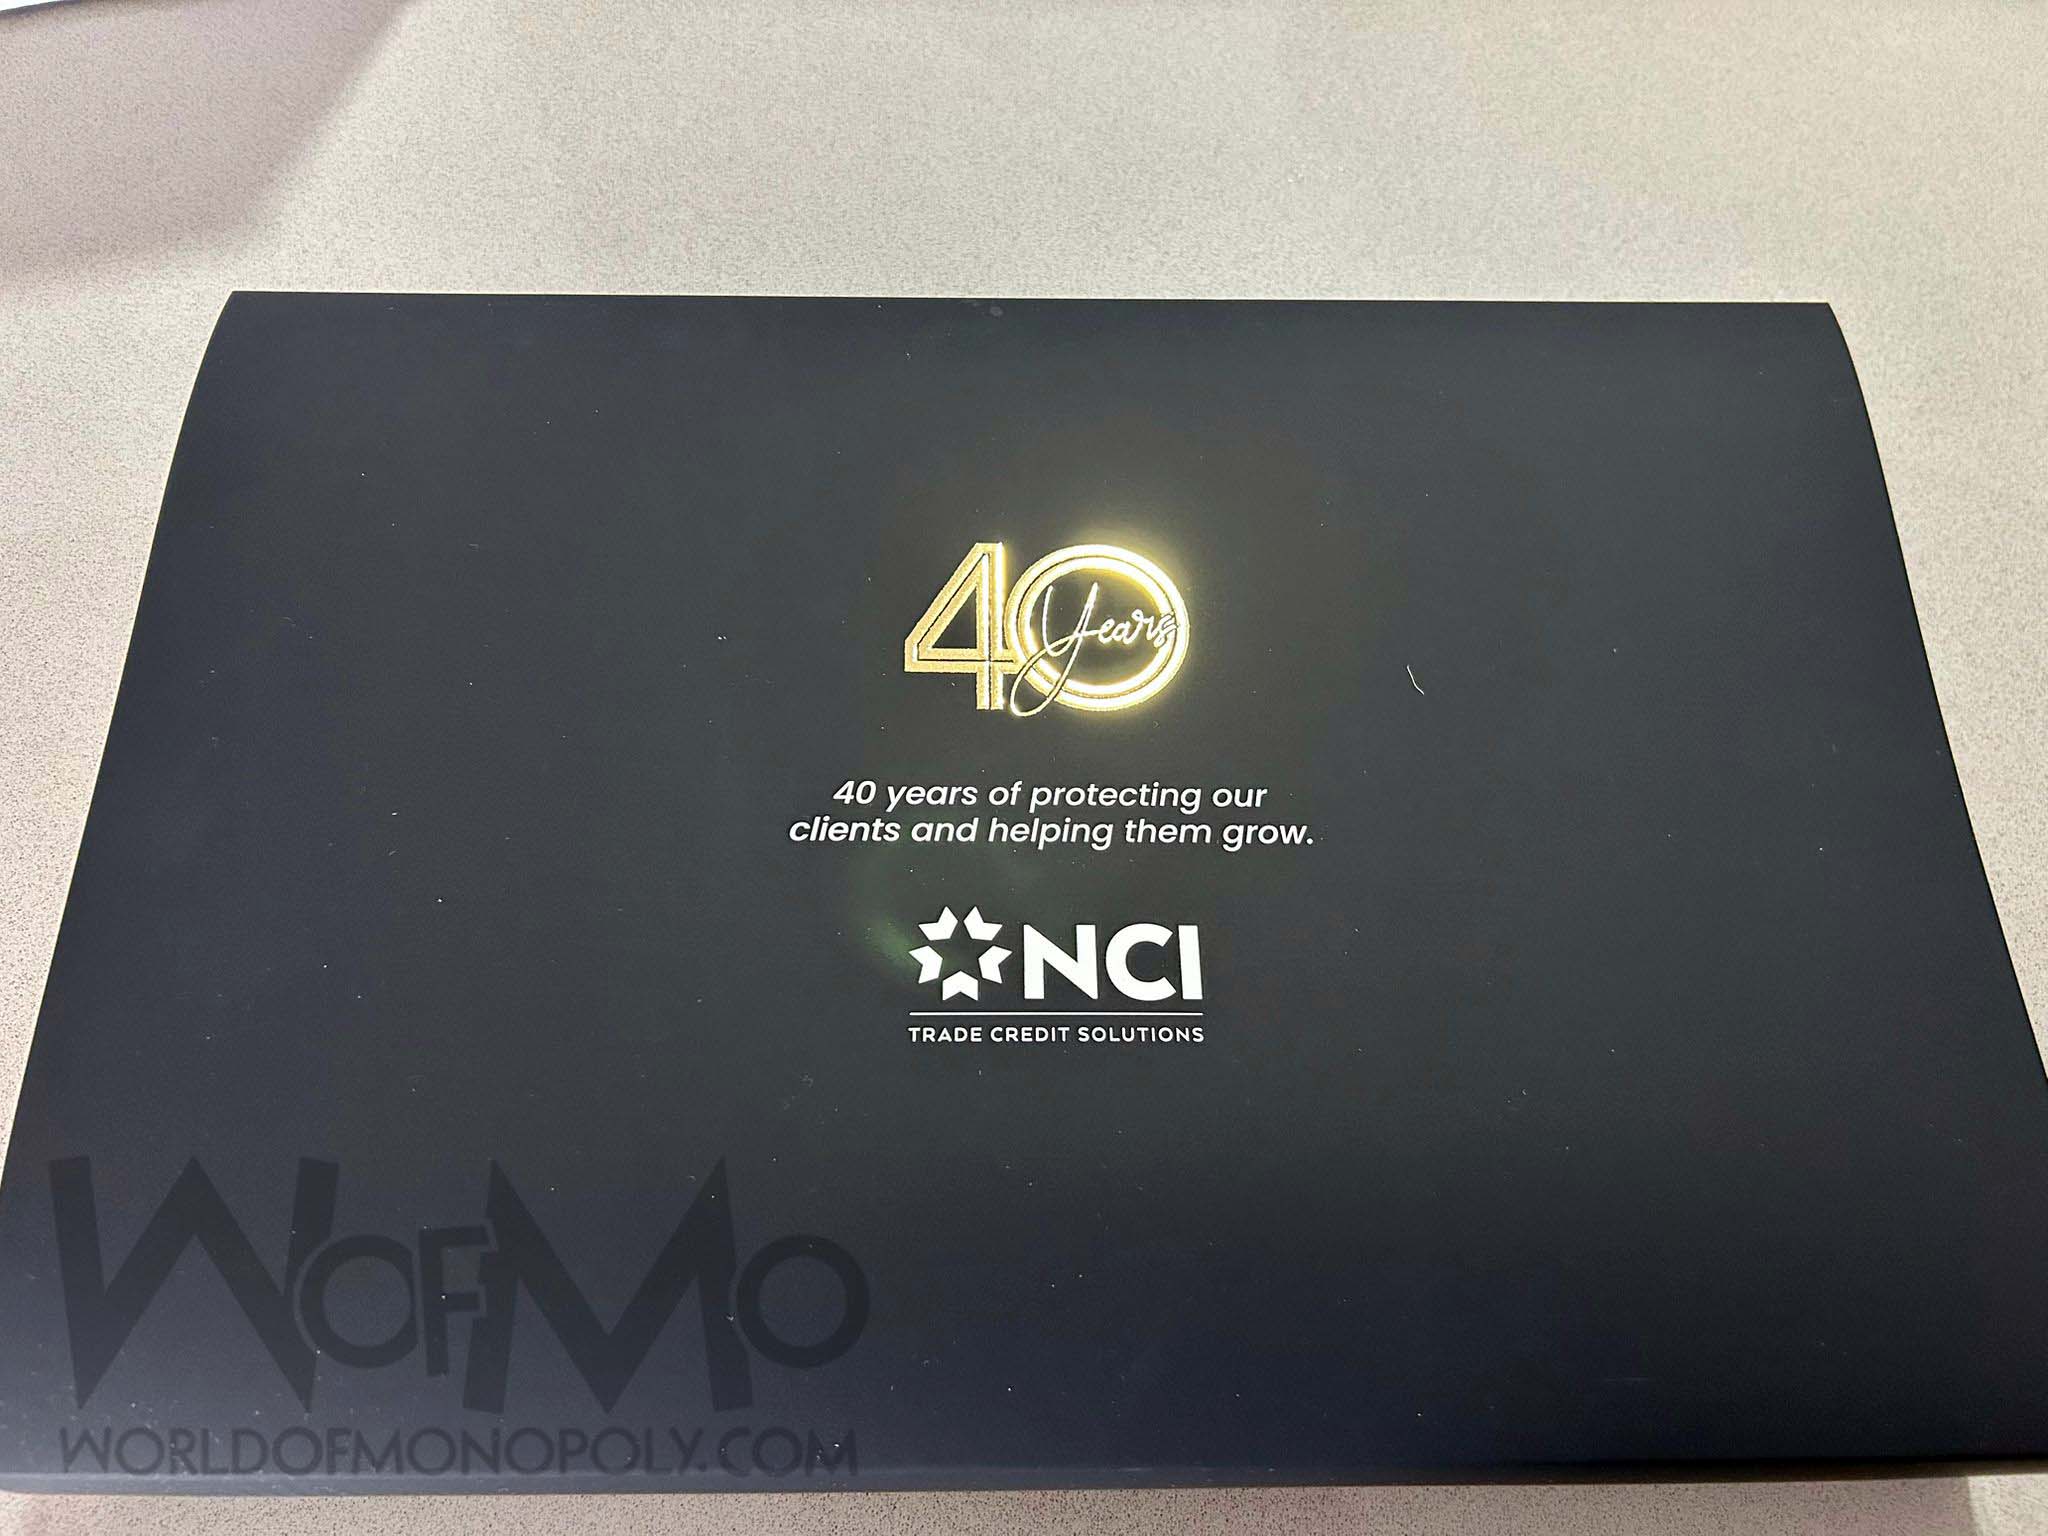 40
Years
40 years of protecting our
clients and helping them grow.
NCI
TRADE CREDIT SOLUTIONS
WOFMO
WORLDOFMONOPOLY.COM